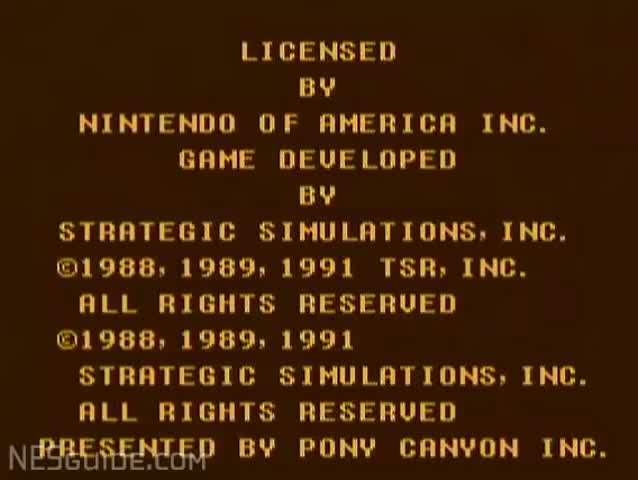 LICENSED
BY
NINTENDO OF AMERICA INC.
GAME DEVELOPED
BY
STRATEGIC SIMULATIONS, INC.
©1988, 1989, 1991 TSR, INC.
ALL RIGHTS RESERVED
©1988, 1989, 1991
STRATEGIC SIMULATIONS, INC.
ALL RIGHTS RESERVED
PRESENTED BY PONY CANYON INC.
NESGUIDE.COM